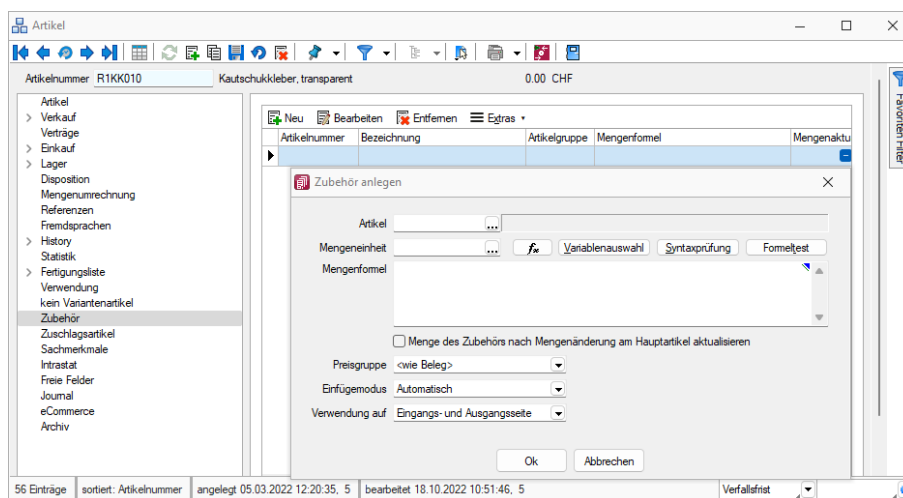 Artikel
Artikelnummer R1KK010 Kautschukkleber, transparent 0.00 CHF
Favoriten Filter
Artikel
Verkauf
Verträge
Einkauf
Lager
Disposition
Mengenumrechnung
Referenzen
Fremdsprachen
History
Statistik
Fertigungsliste
Verwendung
kein Variantenartikel
Zubehör
Zuschlagsartikel
Sachmerkmale
Intrastat
Freie Felder
Journal
eCommerce
Archiv
Neu Bearbeiten Entfernen Extras
Artikelnummer Bezeichnung Artikelgruppe Mengenformel Mengenaktu
Zubehör anlegen
Artikel ...
Mengeneinheit ... fx Variablenauswahl Syntaxprüfung Formeltest
Mengenformel
Menge des Zubehörs nach Mengenänderung am Hauptartikel aktualisieren
Preisgruppe <wie Beleg>
Einfügemodus Automatisch
Verwendung auf Eingangs- und Ausgangsseite
Ok Abbrechen
56 Einträge sortiert: Artikelnummer angelegt 05.03.2022 12:20:35, 5 bearbeitet 18.10.2022 10:51:46, 5 Verfallsfrist